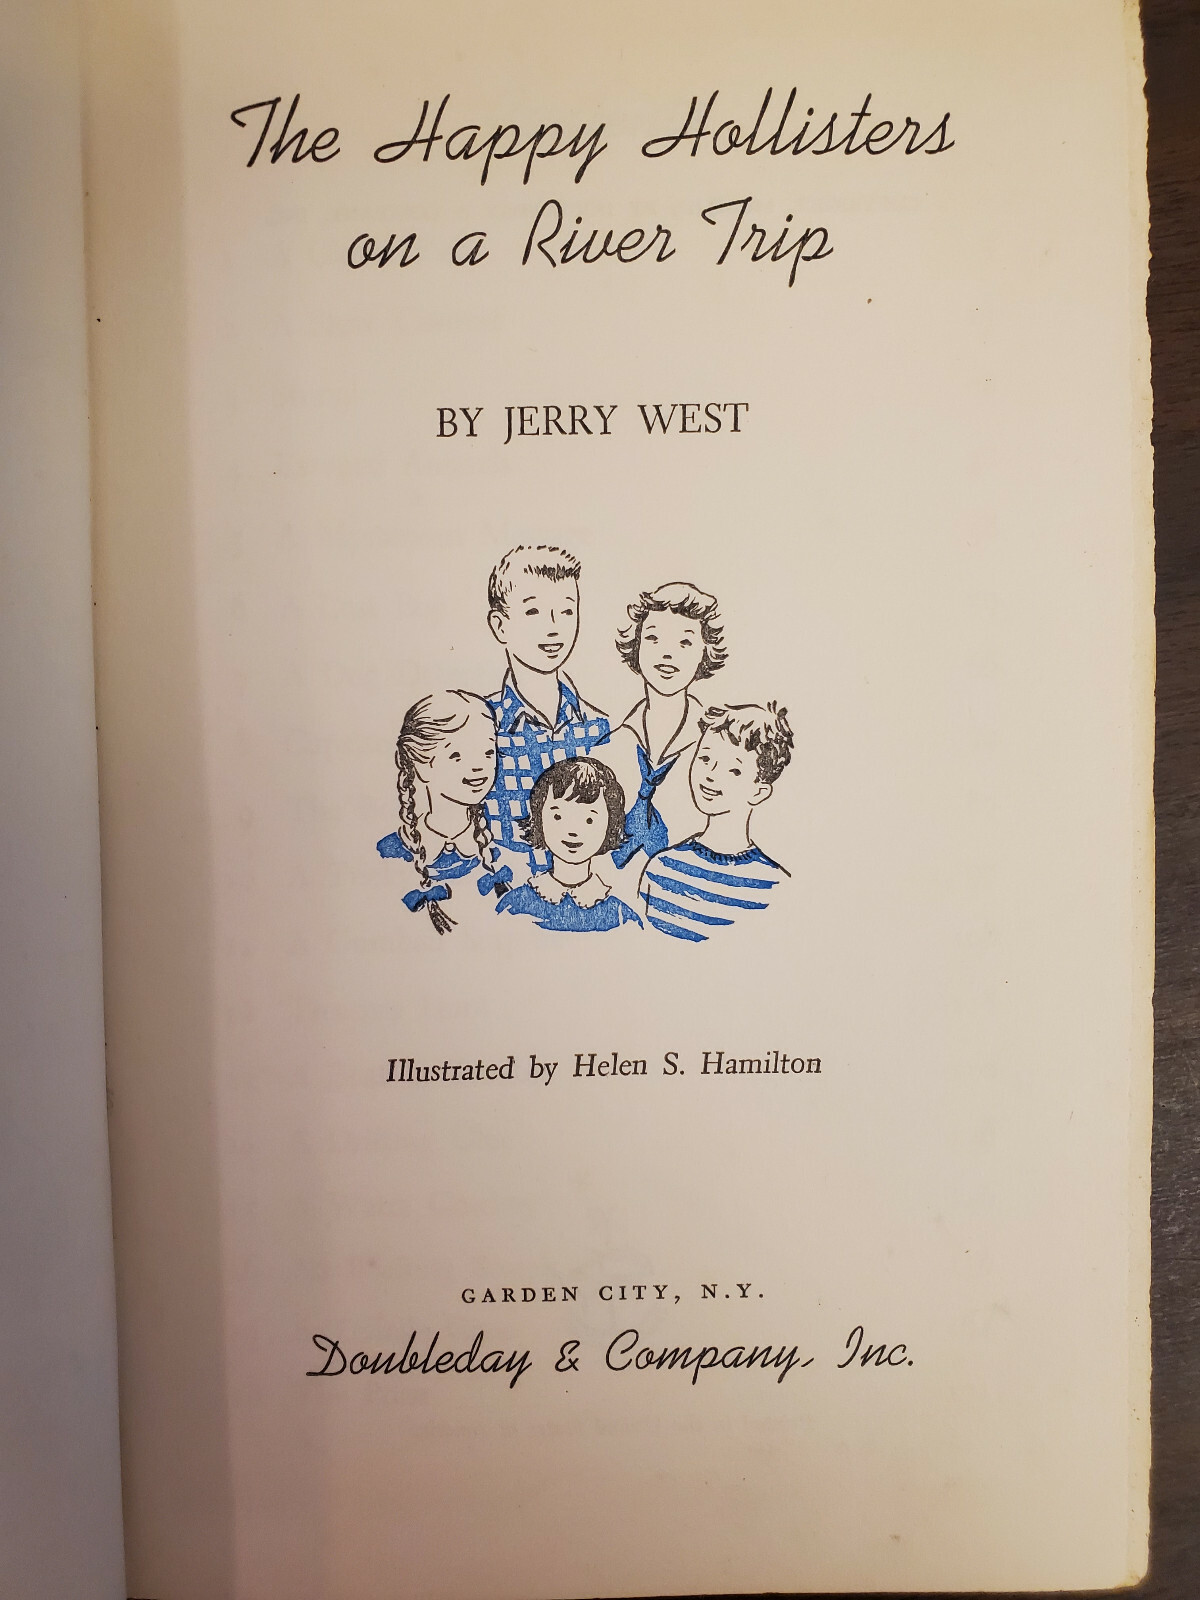 The Happy Hollisters
on a River Trip
BY JERRY WEST
Illustrated by Helen S. Hamilton
GARDEN CITY, N.Y.
Doubleday & Company, Inc.